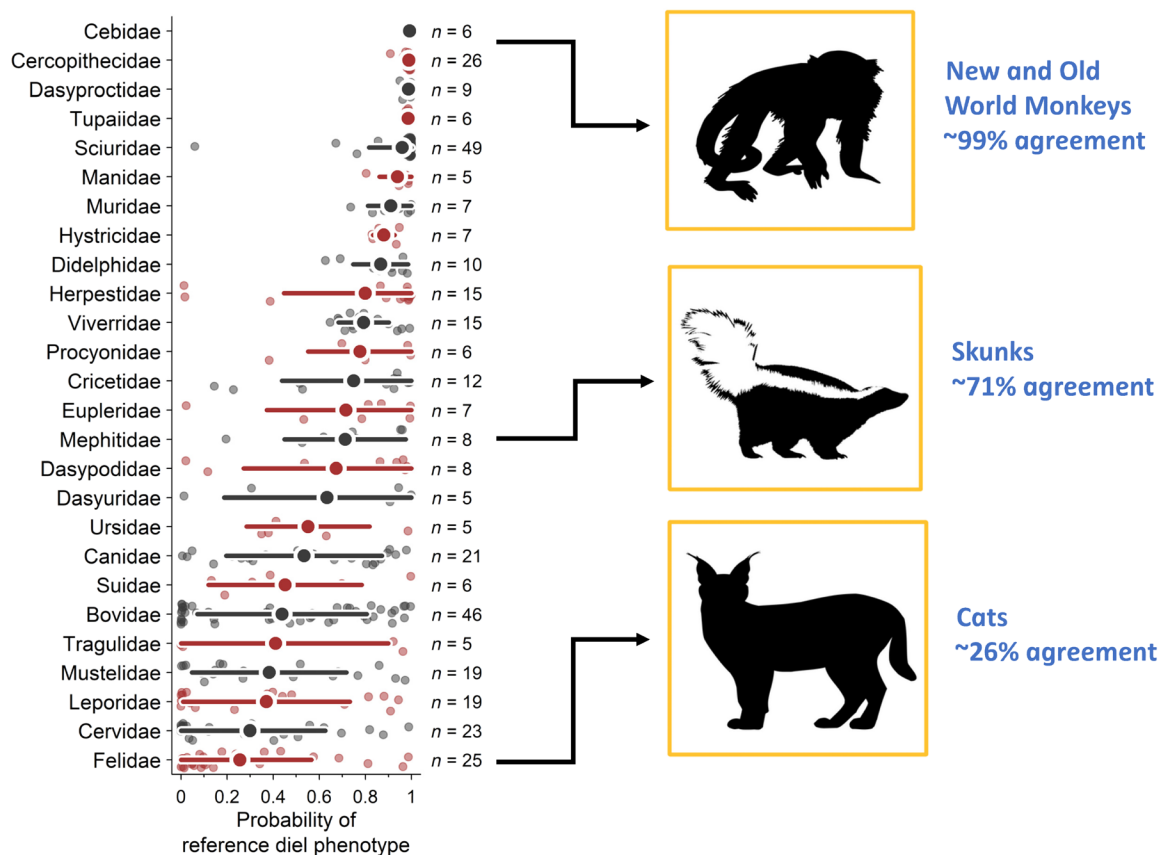 Cebidae n = 6
Cercopithecidae n = 26
Dasyproctidae n = 9
Tupaiidae n = 6
Sciuridae n = 49
Manidae n = 5
Muridae n = 7
Hystricidae n = 7
Didelphidae n = 10
Herpestidae n = 15
Viverridae n = 15
Procyonidae n = 6
Cricetidae n = 12
Eupleridae n = 7
Mephitidae n = 8
Dasypodidae n = 8
Dasyuridae n = 5
Ursidae n = 5
Canidae n = 21
Suidae n = 6
Bovidae n = 46
Tragulidae n = 5
Mustelidae n = 19
Leporidae n = 19
Cervidae n = 23
Felidae n = 25
0 0.2 0.4 0.6 0.8 1
Probability of
reference diel phenotype
New and Old
World Monkeys
~99% agreement
Skunks
~71% agreement
Cats
~26% agreement